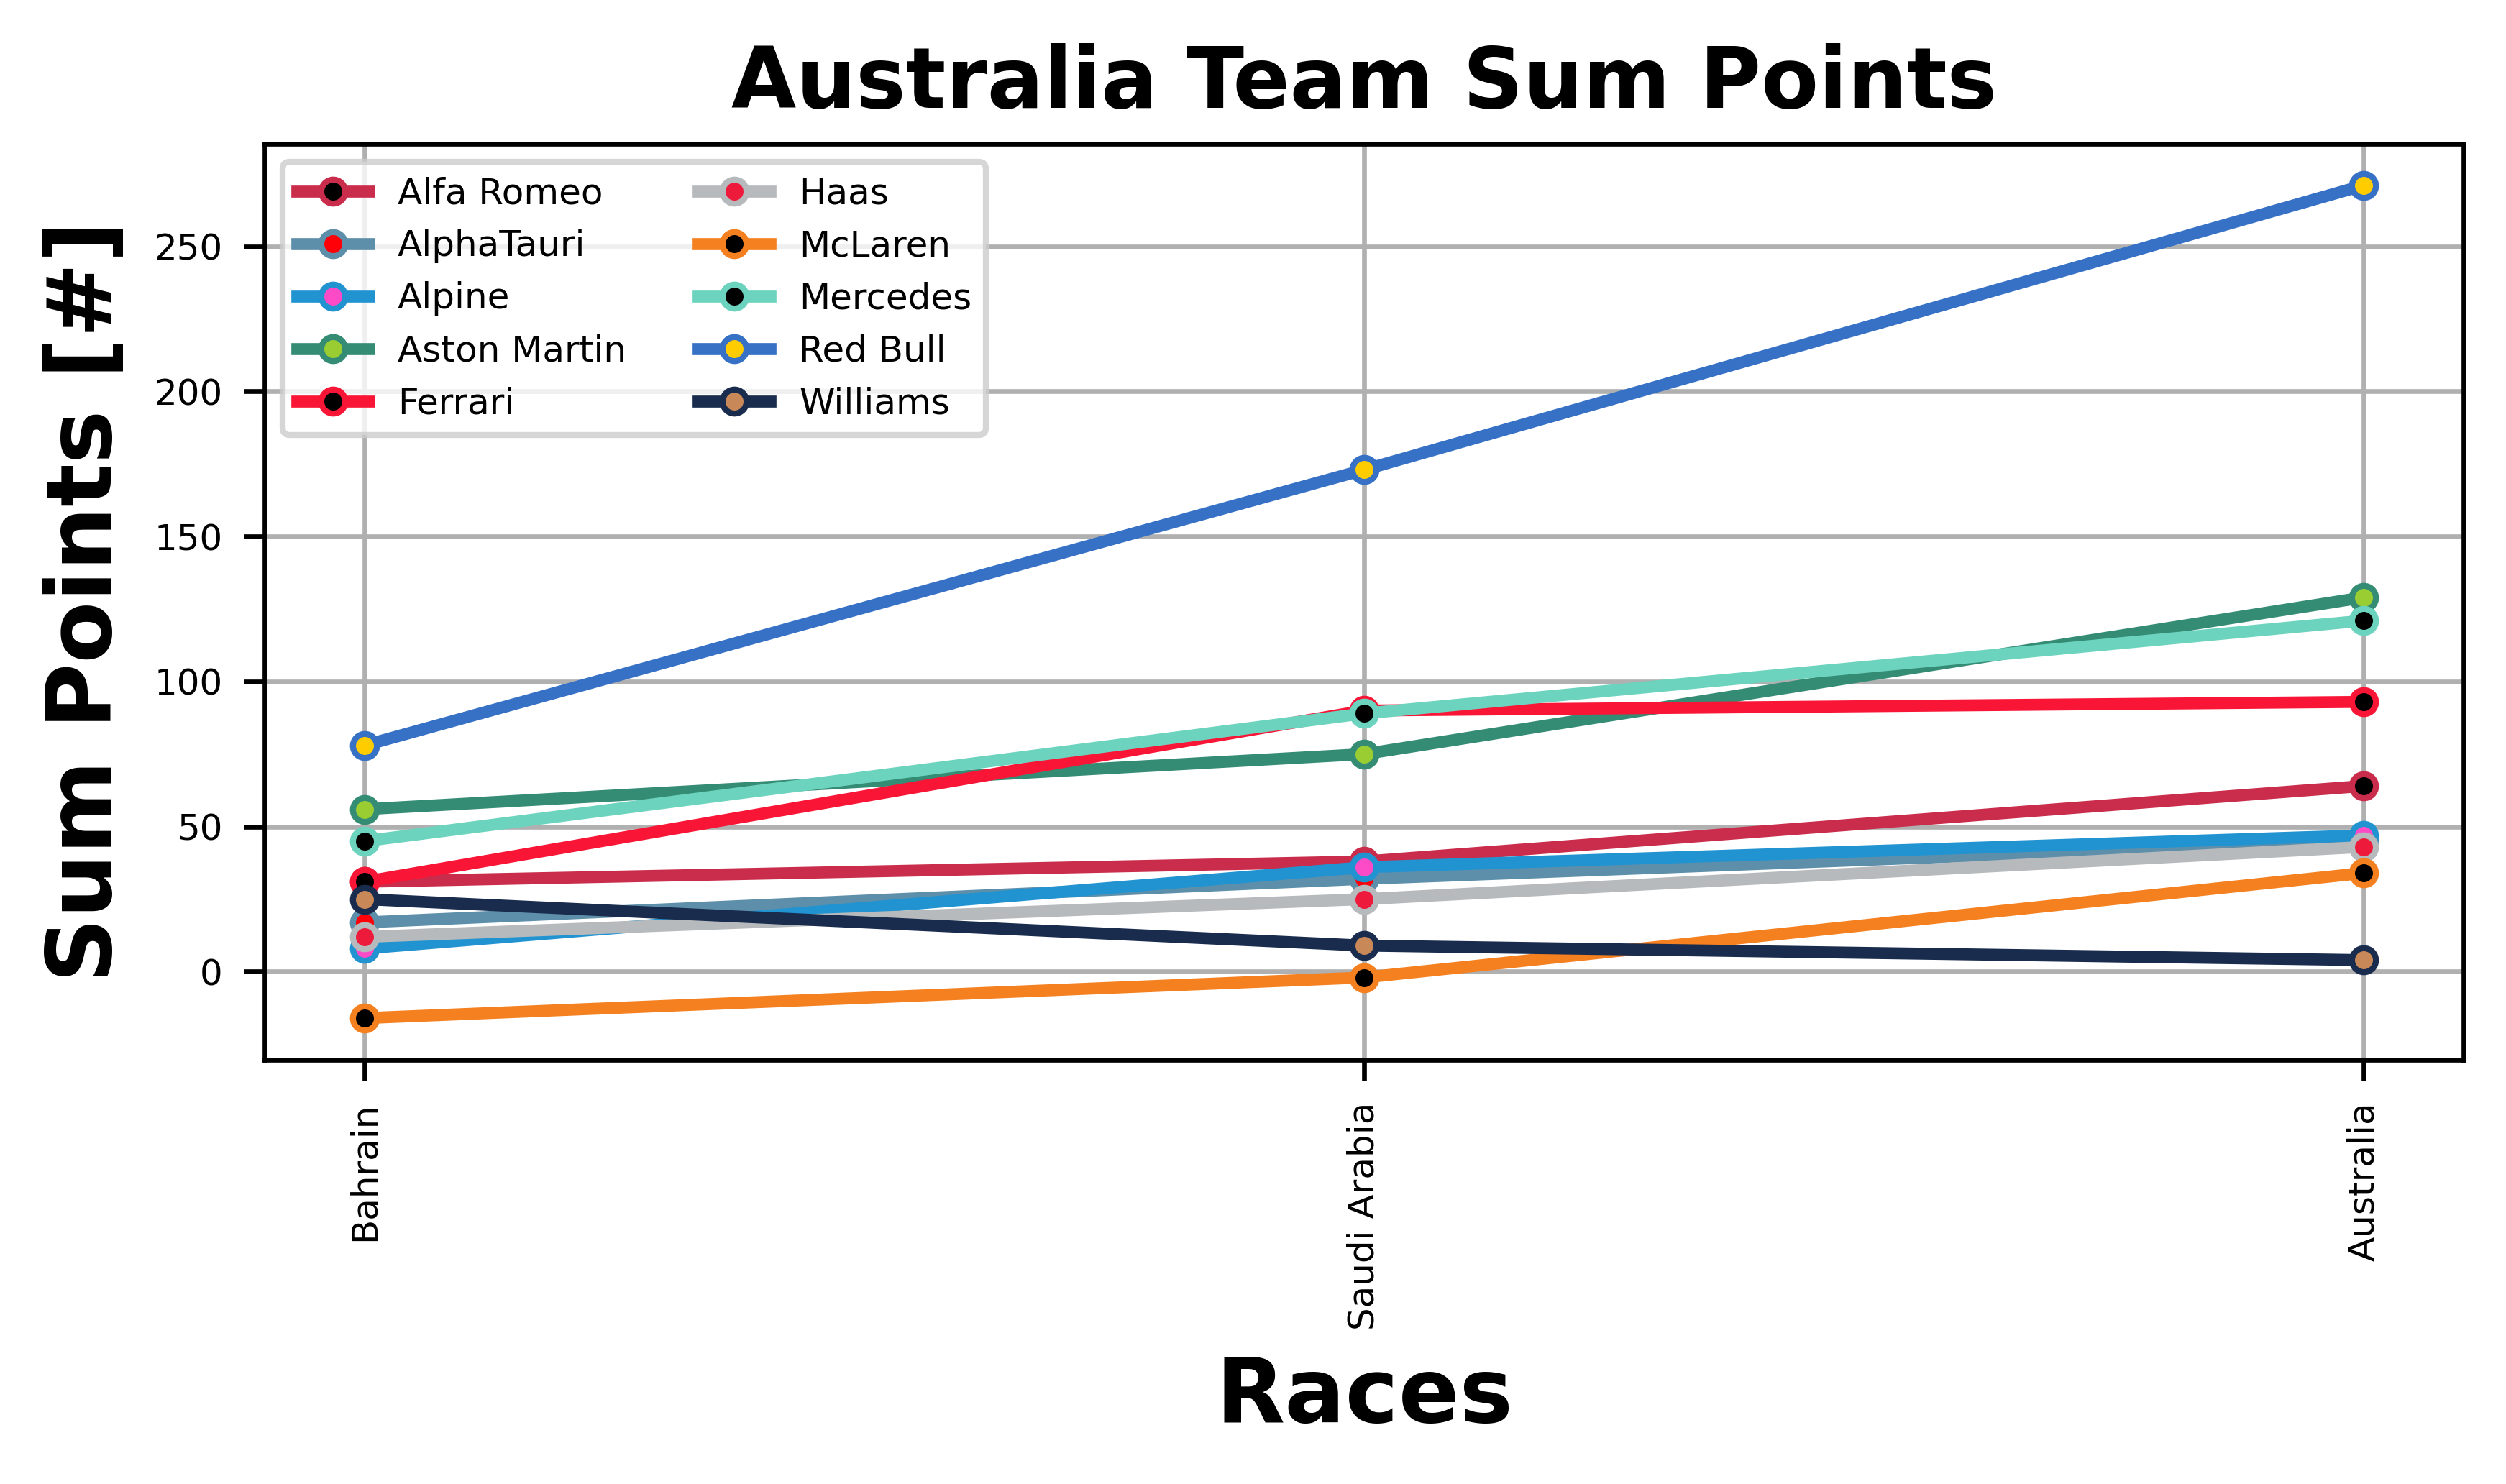 Australia Team Sum Points
Sum Points [#]
250
200
150
100
50
0
Alfa Romeo
AlphaTauri
Alpine
Aston Martin
Ferrari
Haas
McLaren
Mercedes
Red Bull
Williams
Bahrain
Saudi Arabia
Australia
Races